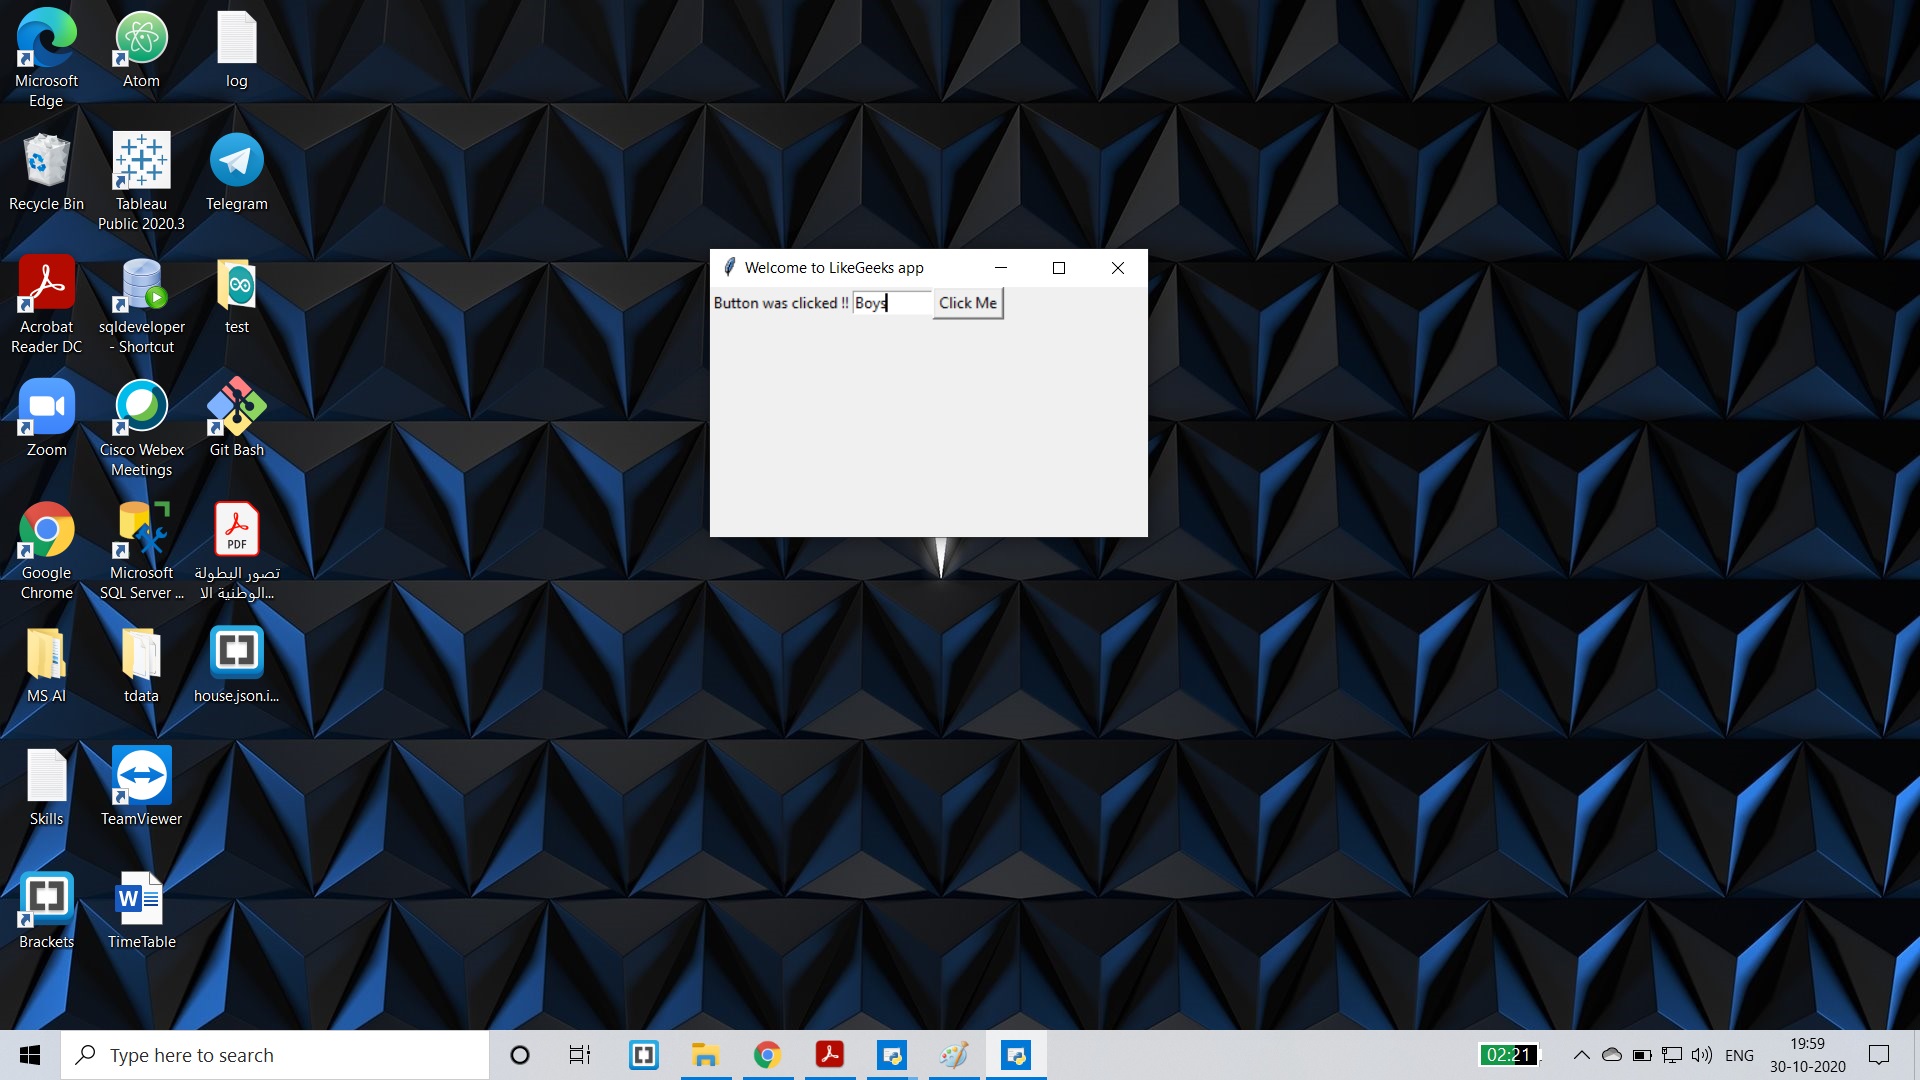 Microsoft
Edge
Atom
log
Recycle Bin
Tableau
Public 2020.3
Telegram
Acrobat
Reader DC
sqldeveloper
- Shortcut
test
Zoom
Cisco Webex
Meetings
Git Bash
Google
Chrome
Microsoft
SQL Server ...
PDF
تصور البطولة
الوطنية الا...
MS AI
tdata
house.json.i...
Skills
TeamViewer
Brackets
W
TimeTable
Welcome to LikeGeeks app
Button was clicked !! Boys Click Me
Type here to search
02:21
ENG
19:59
30-10-2020